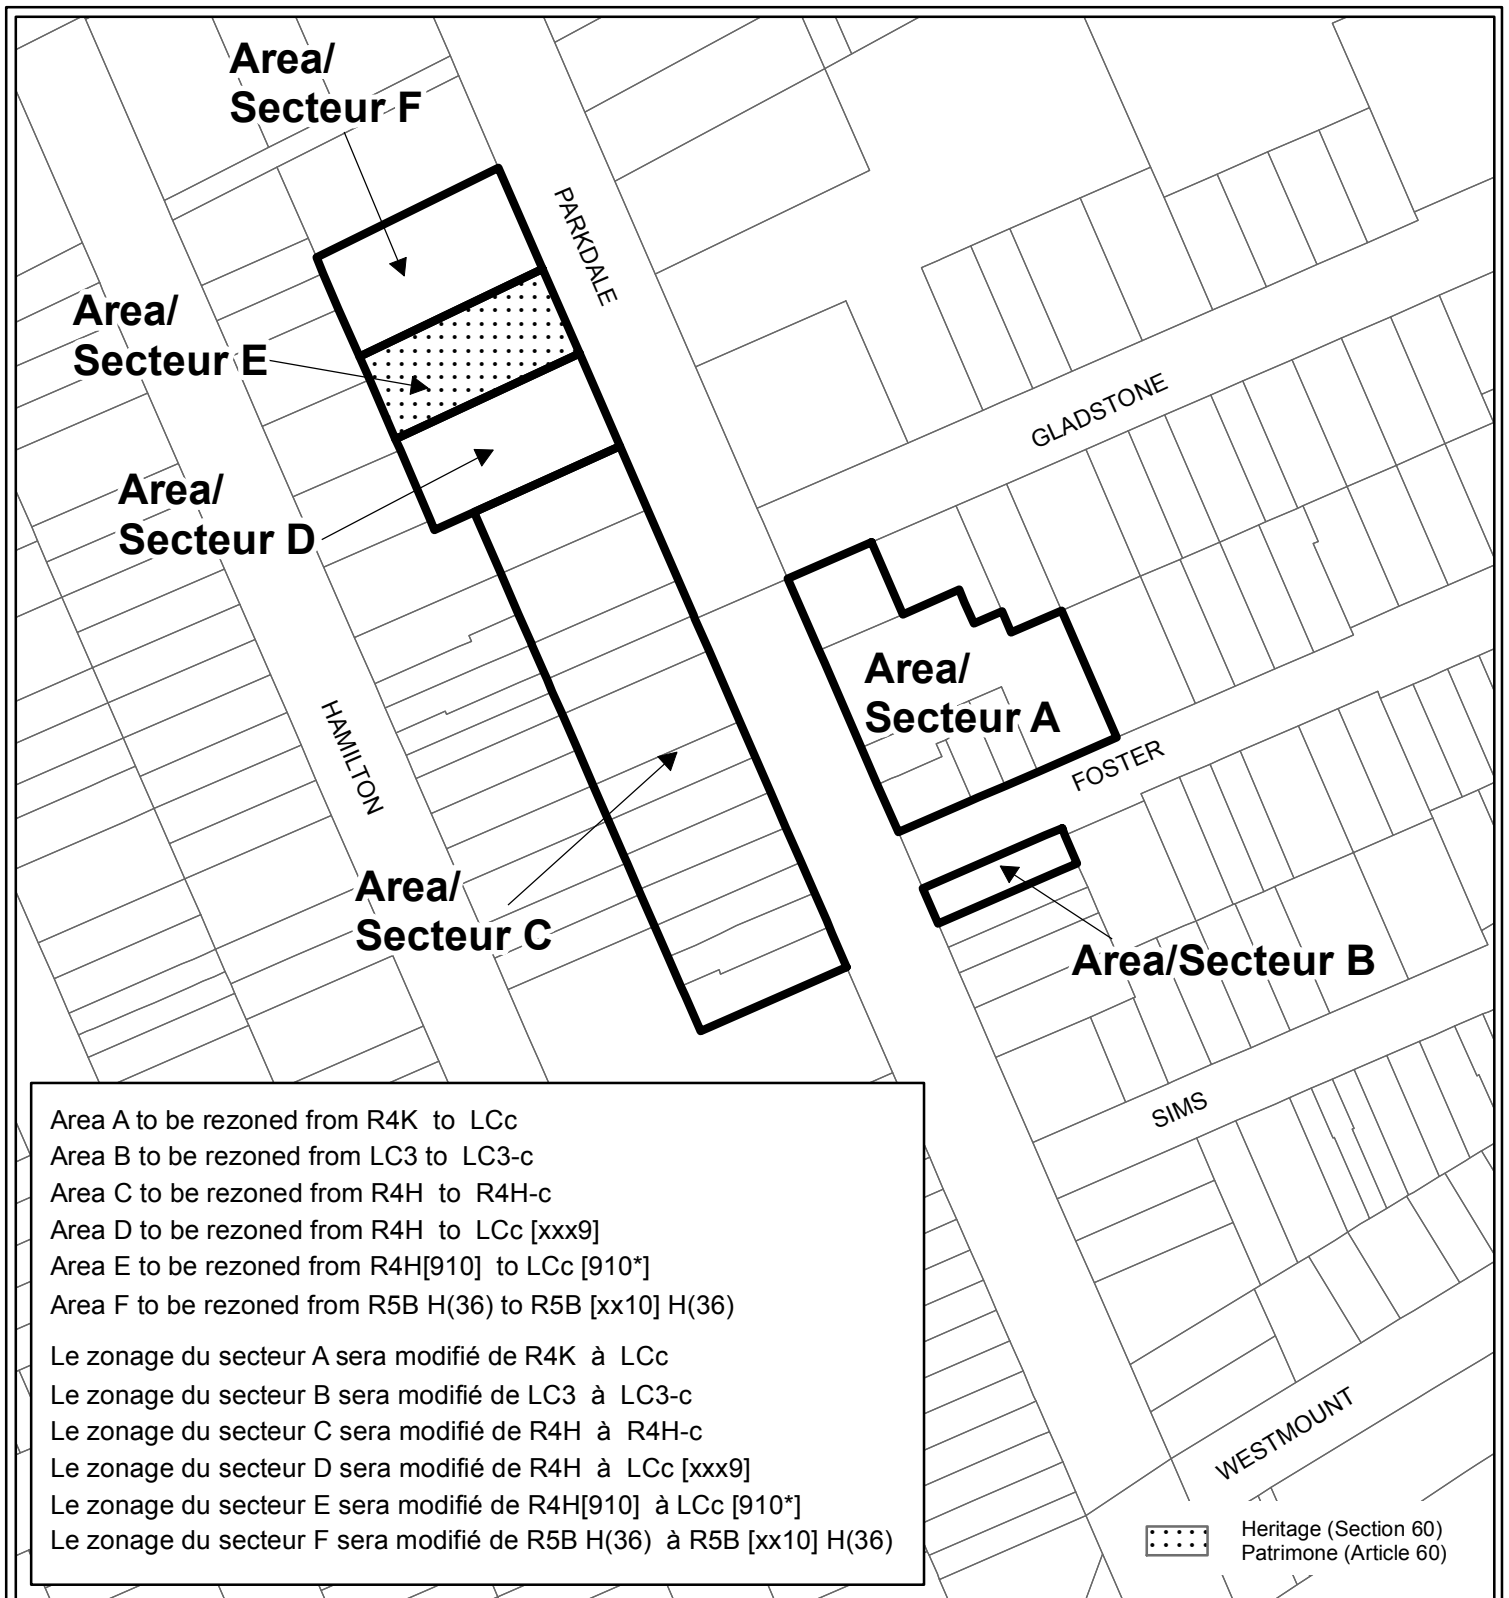 Area/
Secteur F
PARKDALE
Area/
Secteur E
GLADSTONE
Area/
Secteur D
Area/
Secteur A
HAMILTON
FOSTER
Area/
Secteur C
Area/Secteur B
SIMS
Area A to be rezoned from R4K to LCc
Area B to be rezoned from LC3 to LC3-c
Area C to be rezoned from R4H to R4H-c
Area D to be rezoned from R4H to LCc [xxx9]
Area E to be rezoned from R4H[910] to LCc [910*]
Area F to be rezoned from R5B H(36) to R5B [xx10] H(36)
Le zonage du secteur A sera modifié de R4K à LCc
Le zonage du secteur B sera modifié de LC3 à LC3-c
Le zonage du secteur C sera modifié de R4H à R4H-c
Le zonage du secteur D sera modifié de R4H à LCc [xxx9]
Le zonage du secteur E sera modifié de R4H[910] à LCc [910*]
Le zonage du secteur F sera modifié de R5B H(36) à R5B [xx10] H(36)
WESTMOUNT
Heritage (Section 60)
Patrimone (Article 60)